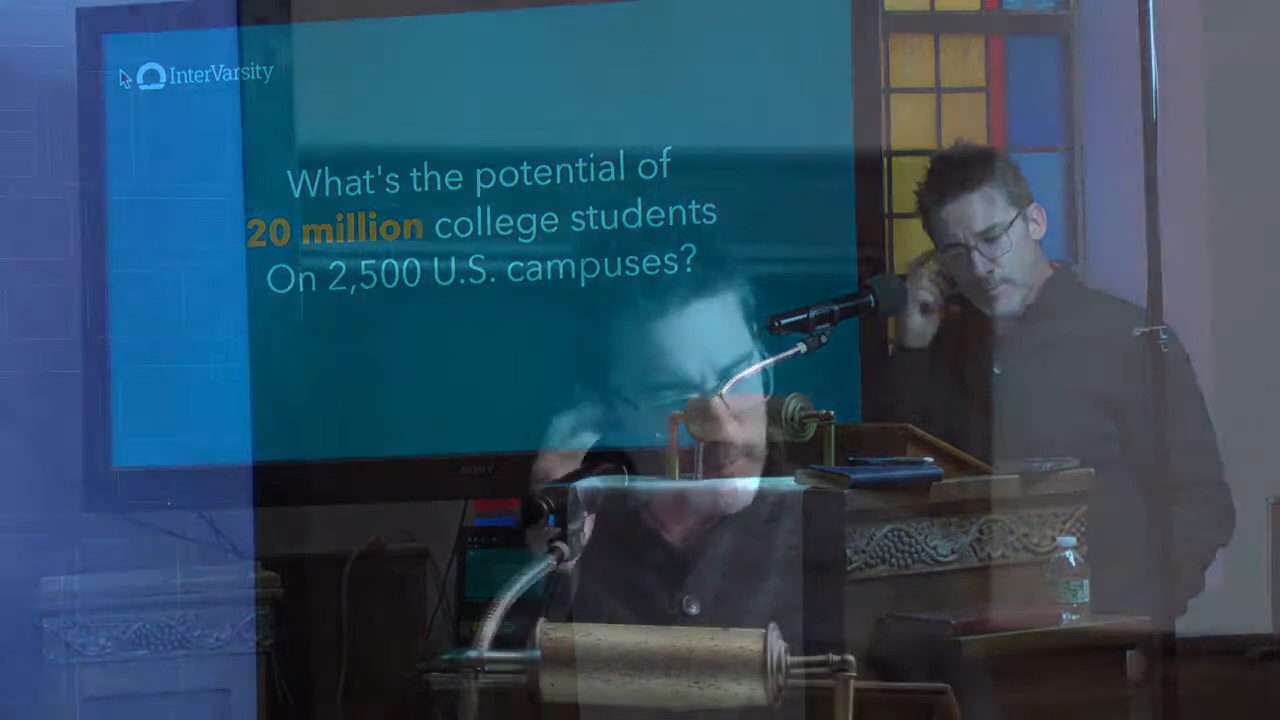 InterVarsity
What's the potential of
20 million college students
On 2,500 U.S. campuses?
SONY